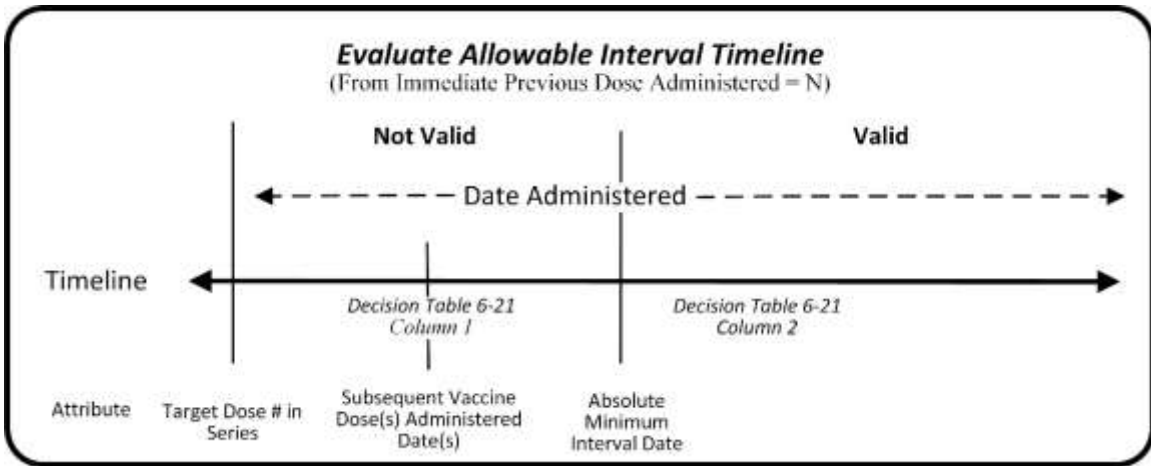 Evaluate Allowable Interval Timeline
(From Immediate Previous Dose Administered = N)
Not Valid
Valid
Date Administered
Timeline
Decision Table 6-21
Column 1
Decision Table 6-21
Column 2
Attribute
Target Dose # in
Series
Subsequent Vaccine
Dose(s) Administered
Date(s)
Absolute
Minimum
Interval Date